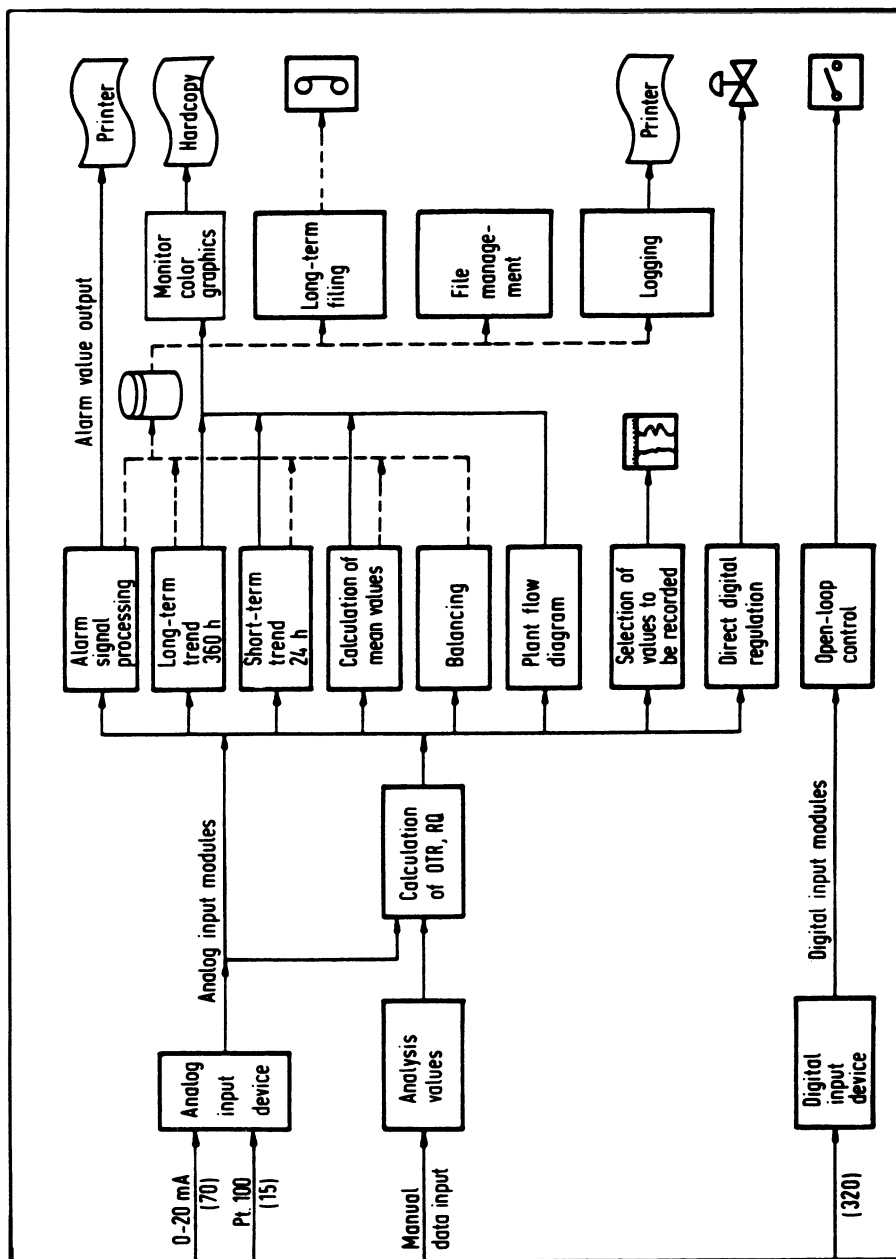 0-20 mA
(70)
Pt. 100
(15)
Manual
data input
(320)
Analog
input
device
Analysis
values
Digital
input
device
Analog input modules
Calculation
of OTR, RQ
Digital input modules
Alarm
signal
processing
Long-term
trend
360 h
Short-term
trend
24 h
Calculation of
mean values
Balancing
Plant flow
diagram
Selection of
values to
be recorded
Direct digital
regulation
Open-loop
control
Alarm value output
Monitor
color
graphics
Long-term
filing
File
manage-
ment
Logging
Printer
Hardcopy
Printer